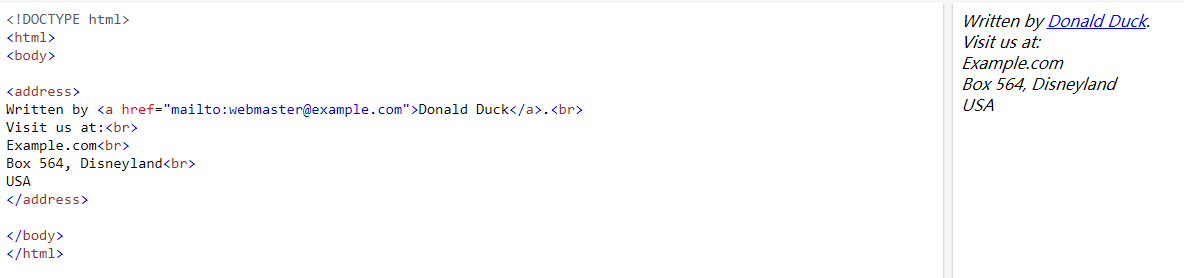 <!DOCTYPE html>
<html>
<body>
<address>
Written by <a href="mailto:webmaster@example.com">Donald Duck</a>.<br>
Visit us at:<br>
Example.com<br>
Box 564, Disneyland<br>
USA
</address>
</body>
</html>
Written by Donald Duck.
Visit us at:
Example.com
Box 564, Disneyland
USA